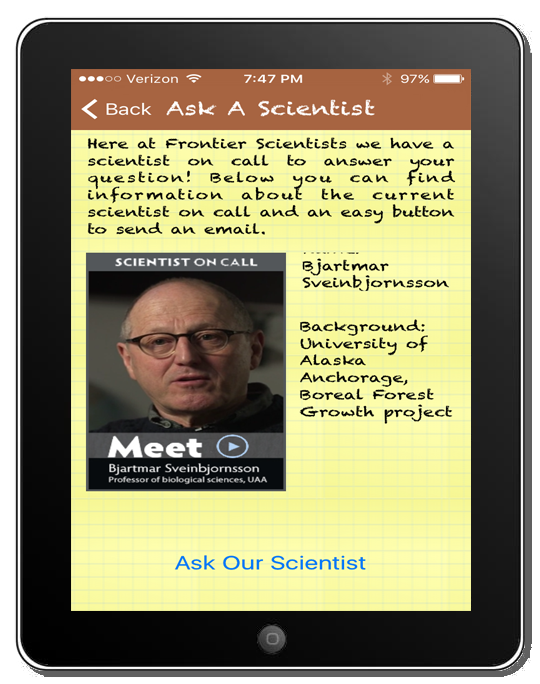 Verizon 7:47 PM 97%
Back Ask A Scientist
Here at Frontier Scientists we have a
scientist on call to answer your
question! Below you can find
information about the current
scientist on call and an easy button
to send an email.
SCIENTIST ON CALL
Meet
Bjartmar Sveinbjornsson
Professor of biological sciences, UAA
Bjartmar
Sveinbjornsson
Background:
University of
Alaska
Anchorage,
Boreal Forest
Growth project
Ask Our Scientist